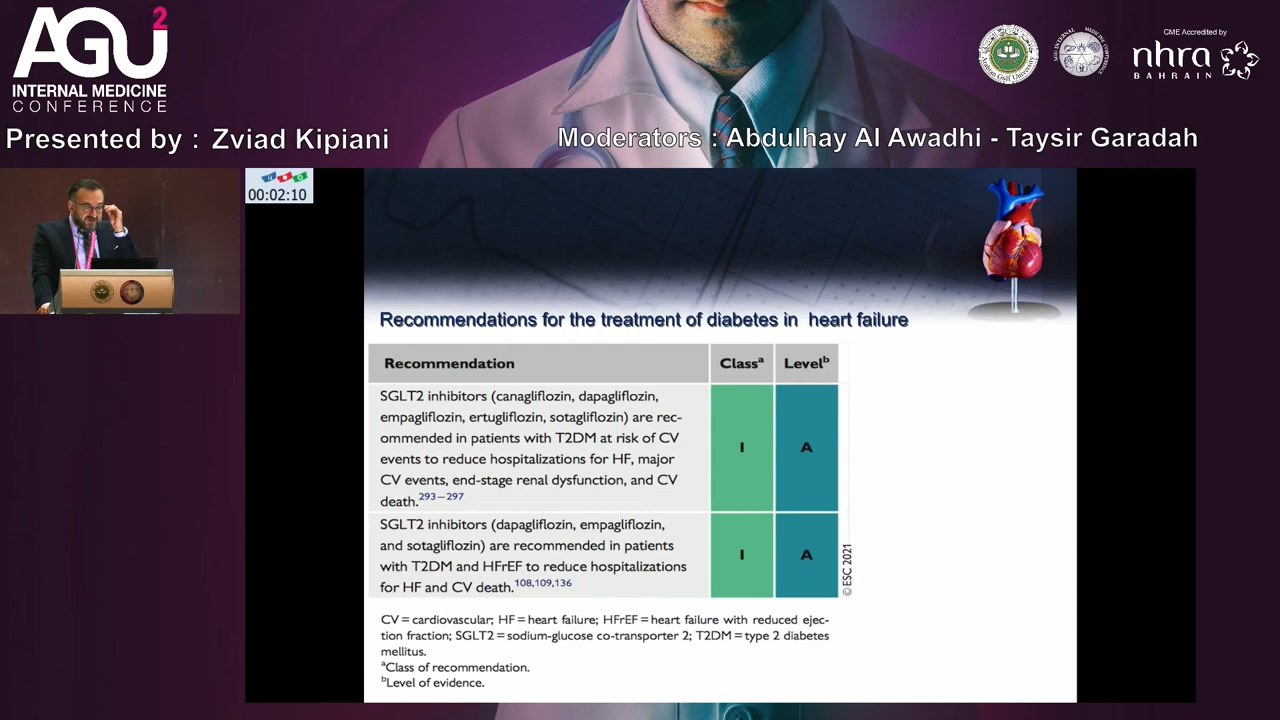 AGU2
INTERNAL MEDICINE
CONFERENCE
CME Accredited by
nhra
BAHRAIN
Presented by : Zviad Kipiani
Moderators : Abdulhay Al Awadhi - Taysir Garadah
00:02:10
Recommendations for the treatment of diabetes in heart failure
Recommendation Classa Levelb
SGLT2 inhibitors (canagliflozin, dapagliflozin,
empagliflozin, ertugliflozin, sotagliflozin) are rec-
ommended in patients with T2DM at risk of CV
events to reduce hospitalizations for HF, major
CV events, end-stage renal dysfunction, and CV
death.293–297
I A
SGLT2 inhibitors (dapagliflozin, empagliflozin,
and sotagliflozin) are recommended in patients
with T2DM and HFrEF to reduce hospitalizations
for HF and CV death.108,109,136
I A
© ESC 2021
CV = cardiovascular; HF = heart failure; HFrEF = heart failure with reduced ejec-
tion fraction; SGLT2 = sodium-glucose co-transporter 2; T2DM = type 2 diabetes
mellitus.
aClass of recommendation.
bLevel of evidence.